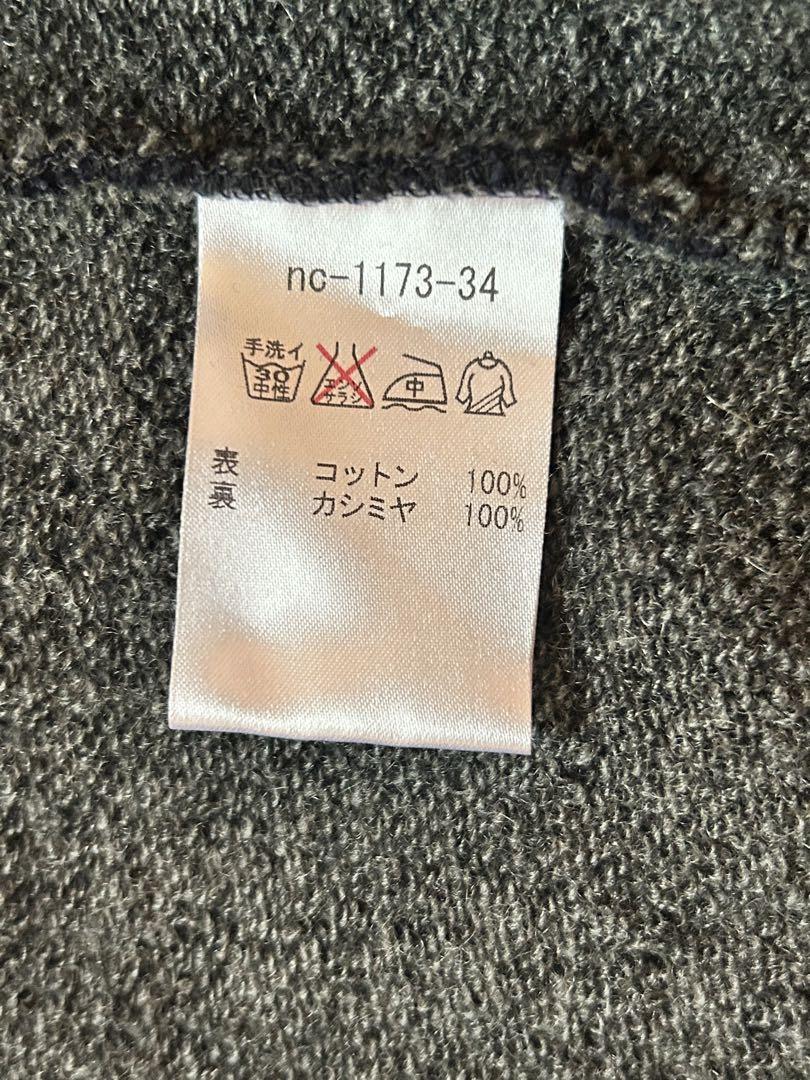 nc-1173-34
手洗イ
30
中性
エンソ
サラシ
中
表 コットン 100%
裏 カシミヤ 100%